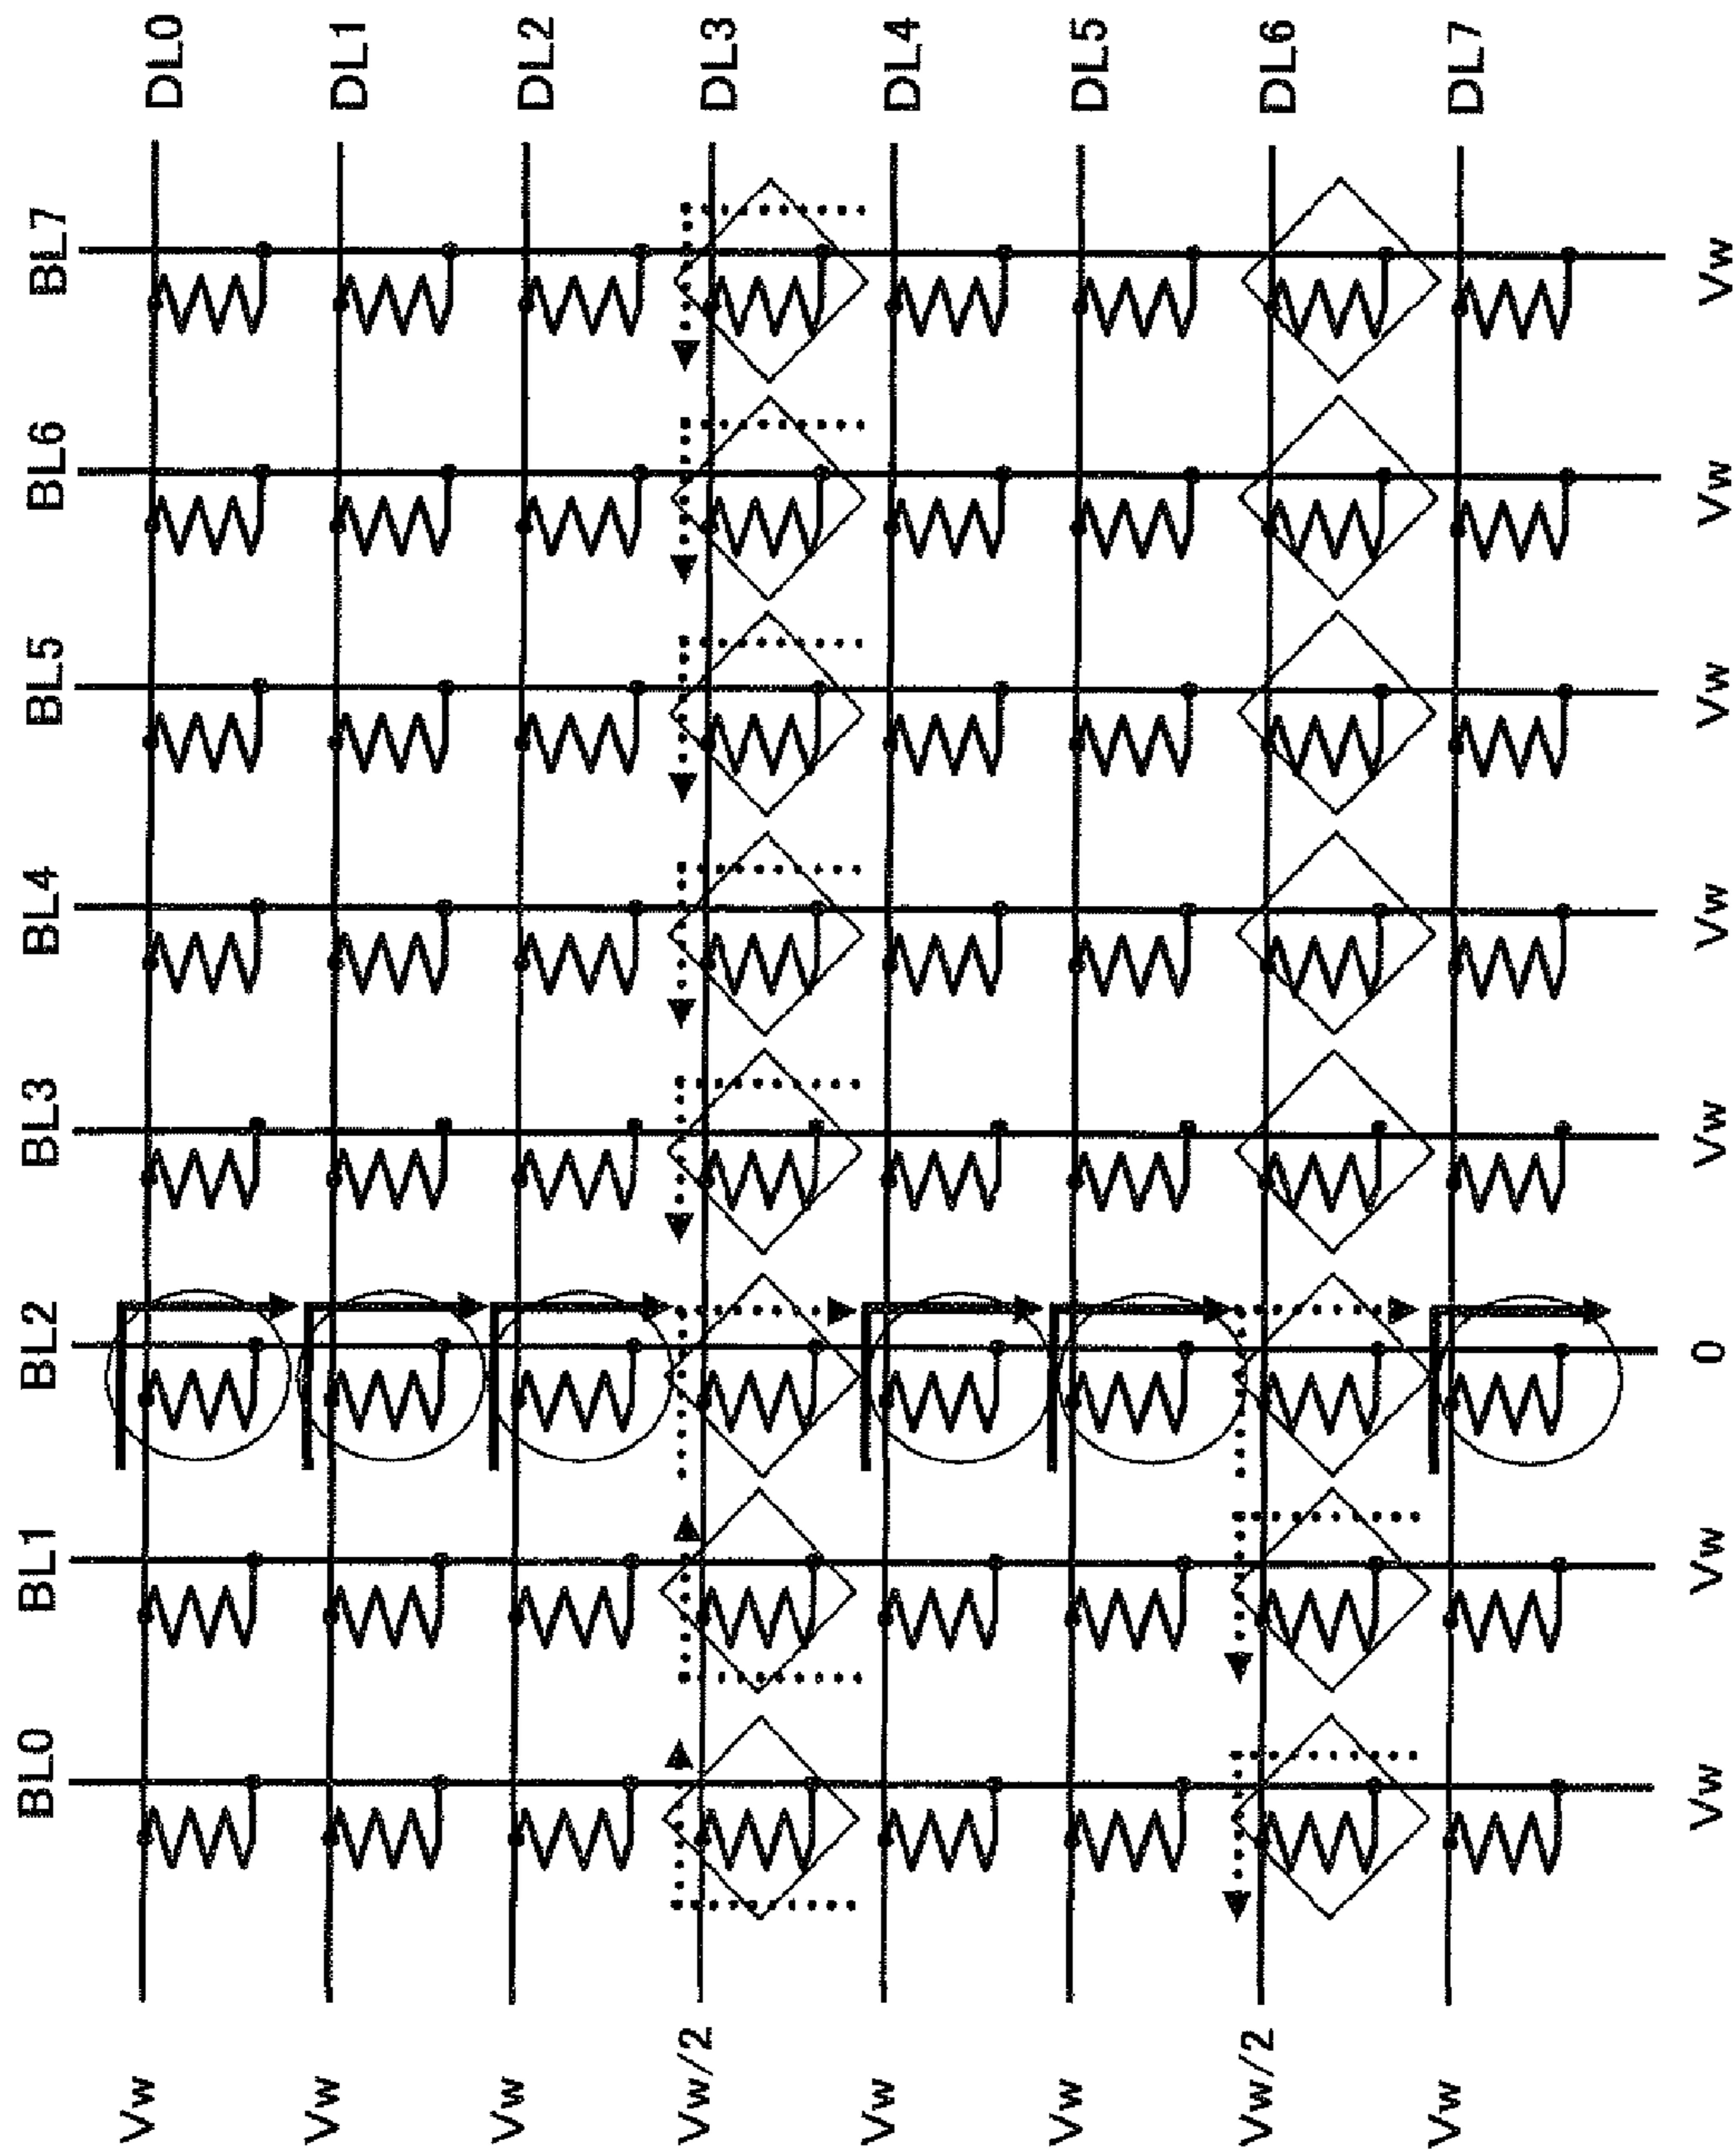 BL0 BL1 BL2 BL3 BL4 BL5 BL6 BL7
Vw DL0
Vw DL1
Vw DL2
Vw/2 DL3
Vw DL4
Vw DL5
Vw/2 DL6
Vw DL7
Vw Vw 0 Vw Vw Vw Vw Vw